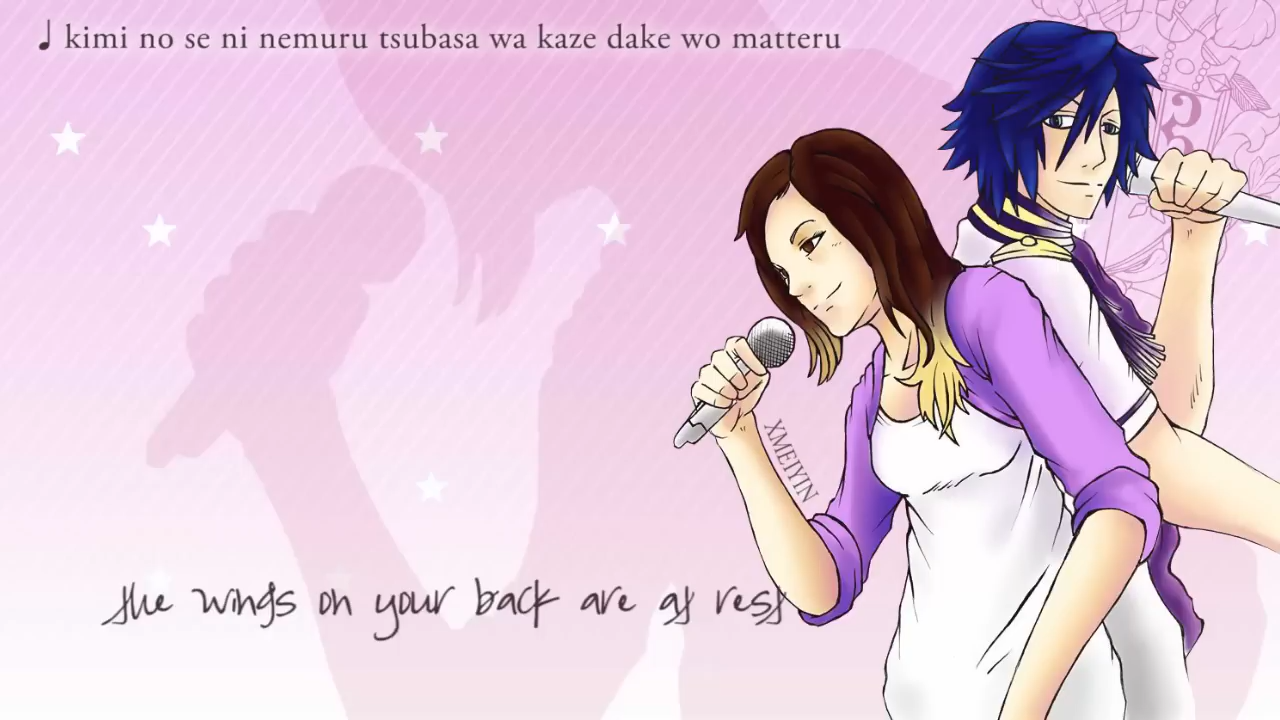 kimi no se ni nemuru tsubasa wa kaze dake wo matteru
XMEIYIN
the wings on your back are at rest